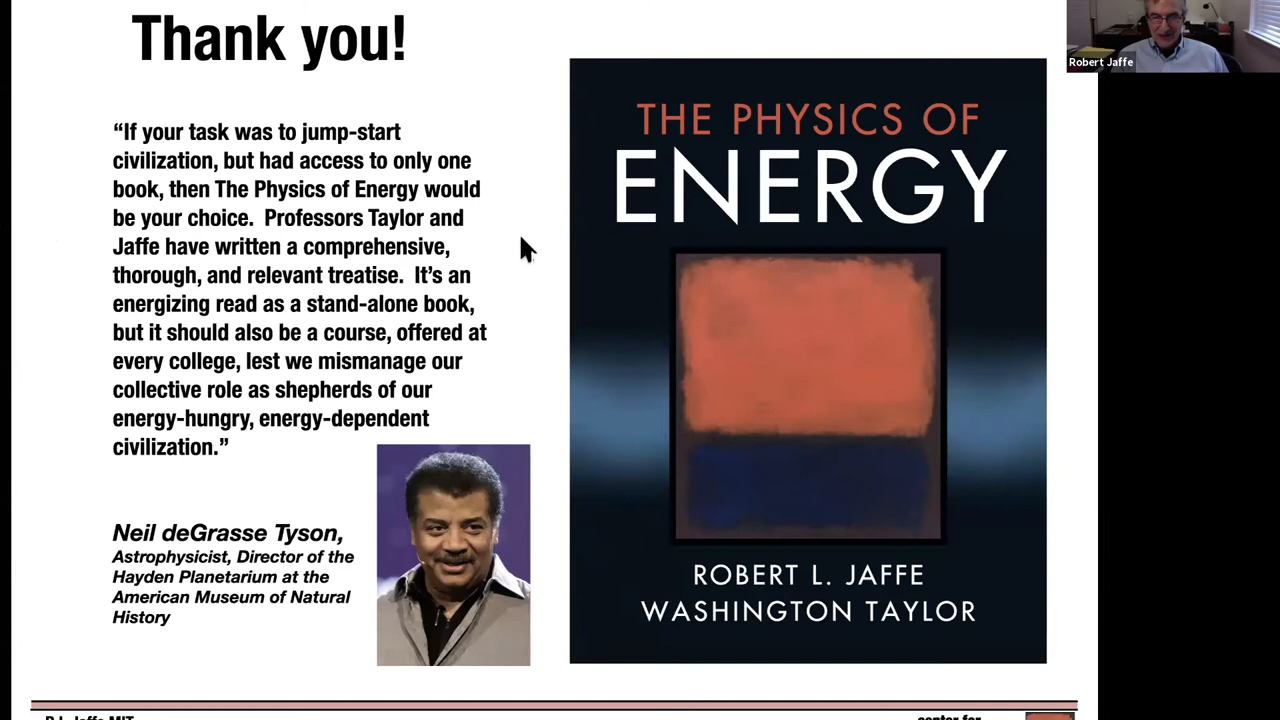 Thank you!
Robert Jaffe
“If your task was to jump-start
civilization, but had access to only one
book, then The Physics of Energy would
be your choice.  Professors Taylor and
Jaffe have written a comprehensive,
thorough, and relevant treatise.  It’s an
energizing read as a stand-alone book,
but it should also be a course, offered at
every college, lest we mismanage our
collective role as shepherds of our
energy-hungry, energy-dependent
civilization.”
Neil deGrasse Tyson,
Astrophysicist, Director of the
Hayden Planetarium at the
American Museum of Natural
History
THE PHYSICS OF
ENERGY
ROBERT L. JAFFE
WASHINGTON TAYLOR
R.L. Jaffe MIT
center for